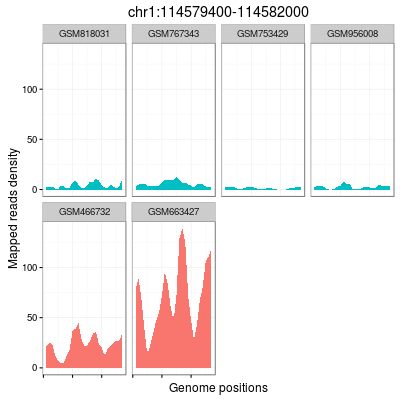 chr1:114579400-114582000
GSM818031 GSM767343 GSM753429 GSM956008
100
50
0
GSM466732 GSM663427
100
50
0
Mapped reads density
Genome positions